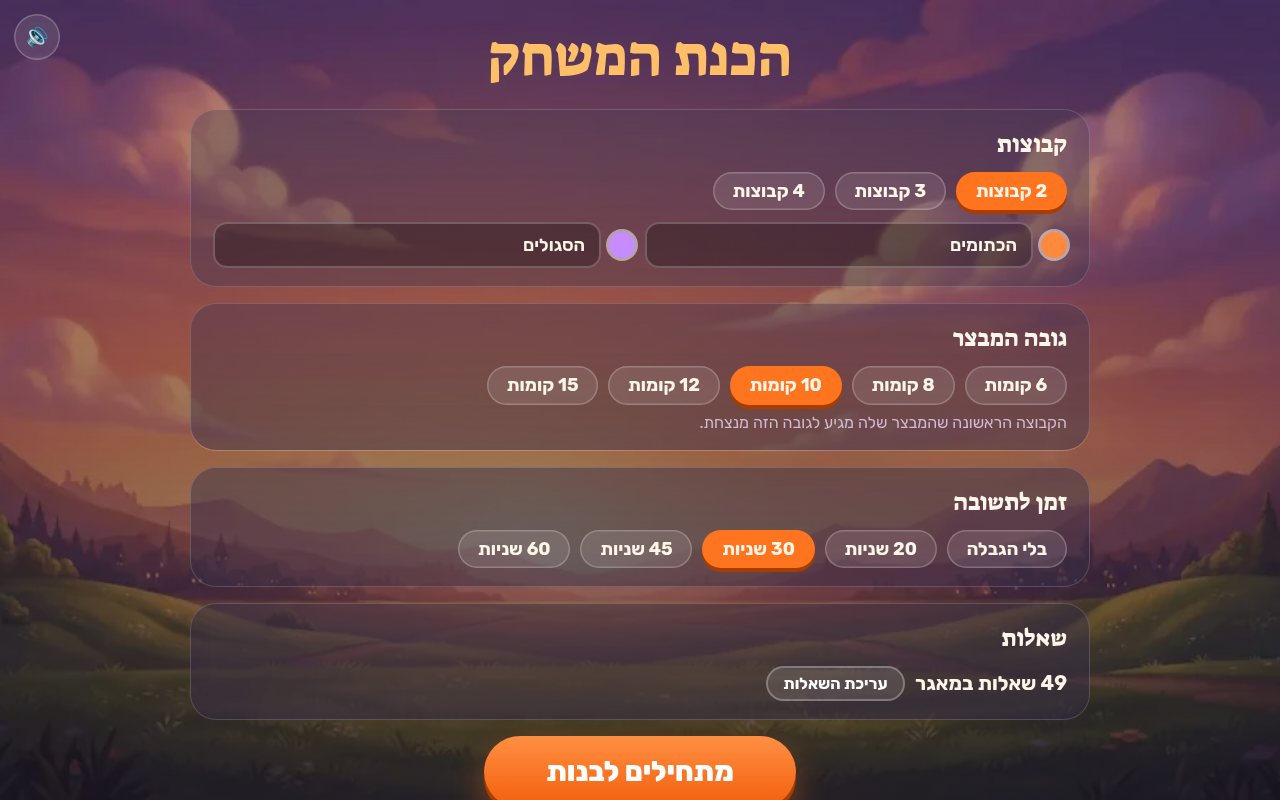 הכנת המשחק
קבוצות
2 קבוצות 3 קבוצות 4 קבוצות
הכתומים הסגולים
גובה המבצר
6 קומות 8 קומות 10 קומות 12 קומות 15 קומות
הקבוצה הראשונה שהמבצר שלה מגיע לגובה הזה מנצחת.
זמן לתשובה
בלי הגבלה 20 שניות 30 שניות 45 שניות 60 שניות
שאלות
49 שאלות במאגר עריכת השאלות
מתחילים לבנות